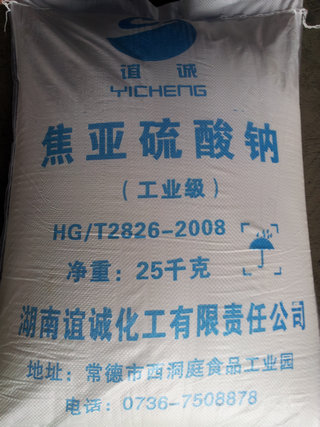 谊诚
YICHENG
焦亚硫酸钠
(工业级)
HG/T2826-2008
净重：25千克
湖南谊诚化工有限责任公司
地址：常德市西洞庭食品工业园
电话：0736-7508878